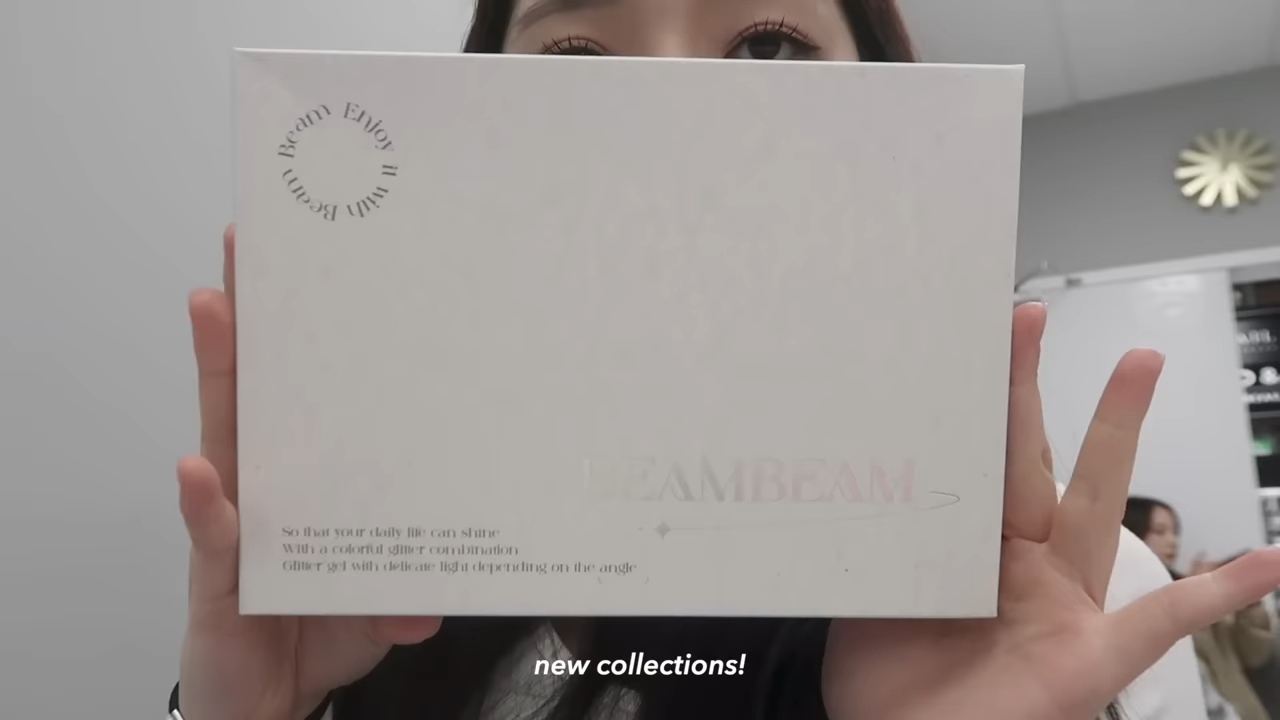 Beam Beam Enjoy it with
BEAMBEAM
So that your daily life can shine
With a colorful glitter combination
Glitter gel with delicate light depending on the angle
new collections!